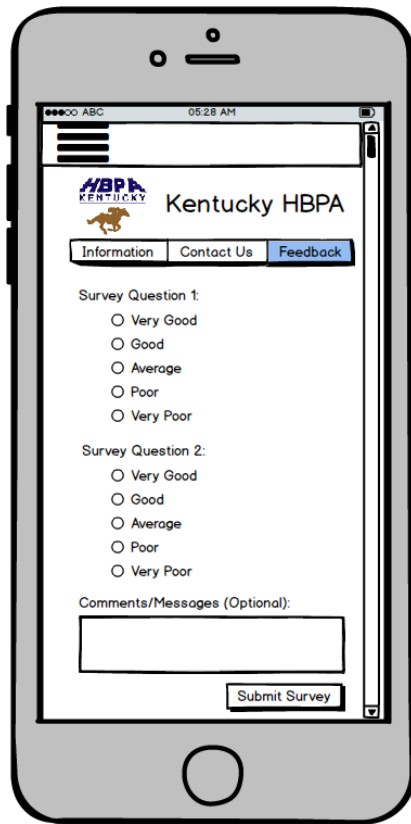 ABC 05:28 AM
HBPA
KENTUCKY
Kentucky HBPA
Information Contact Us Feedback
Survey Question 1:
Very Good
Good
Average
Poor
Very Poor
Survey Question 2:
Very Good
Good
Average
Poor
Very Poor
Comments/Messages (Optional):
Submit Survey